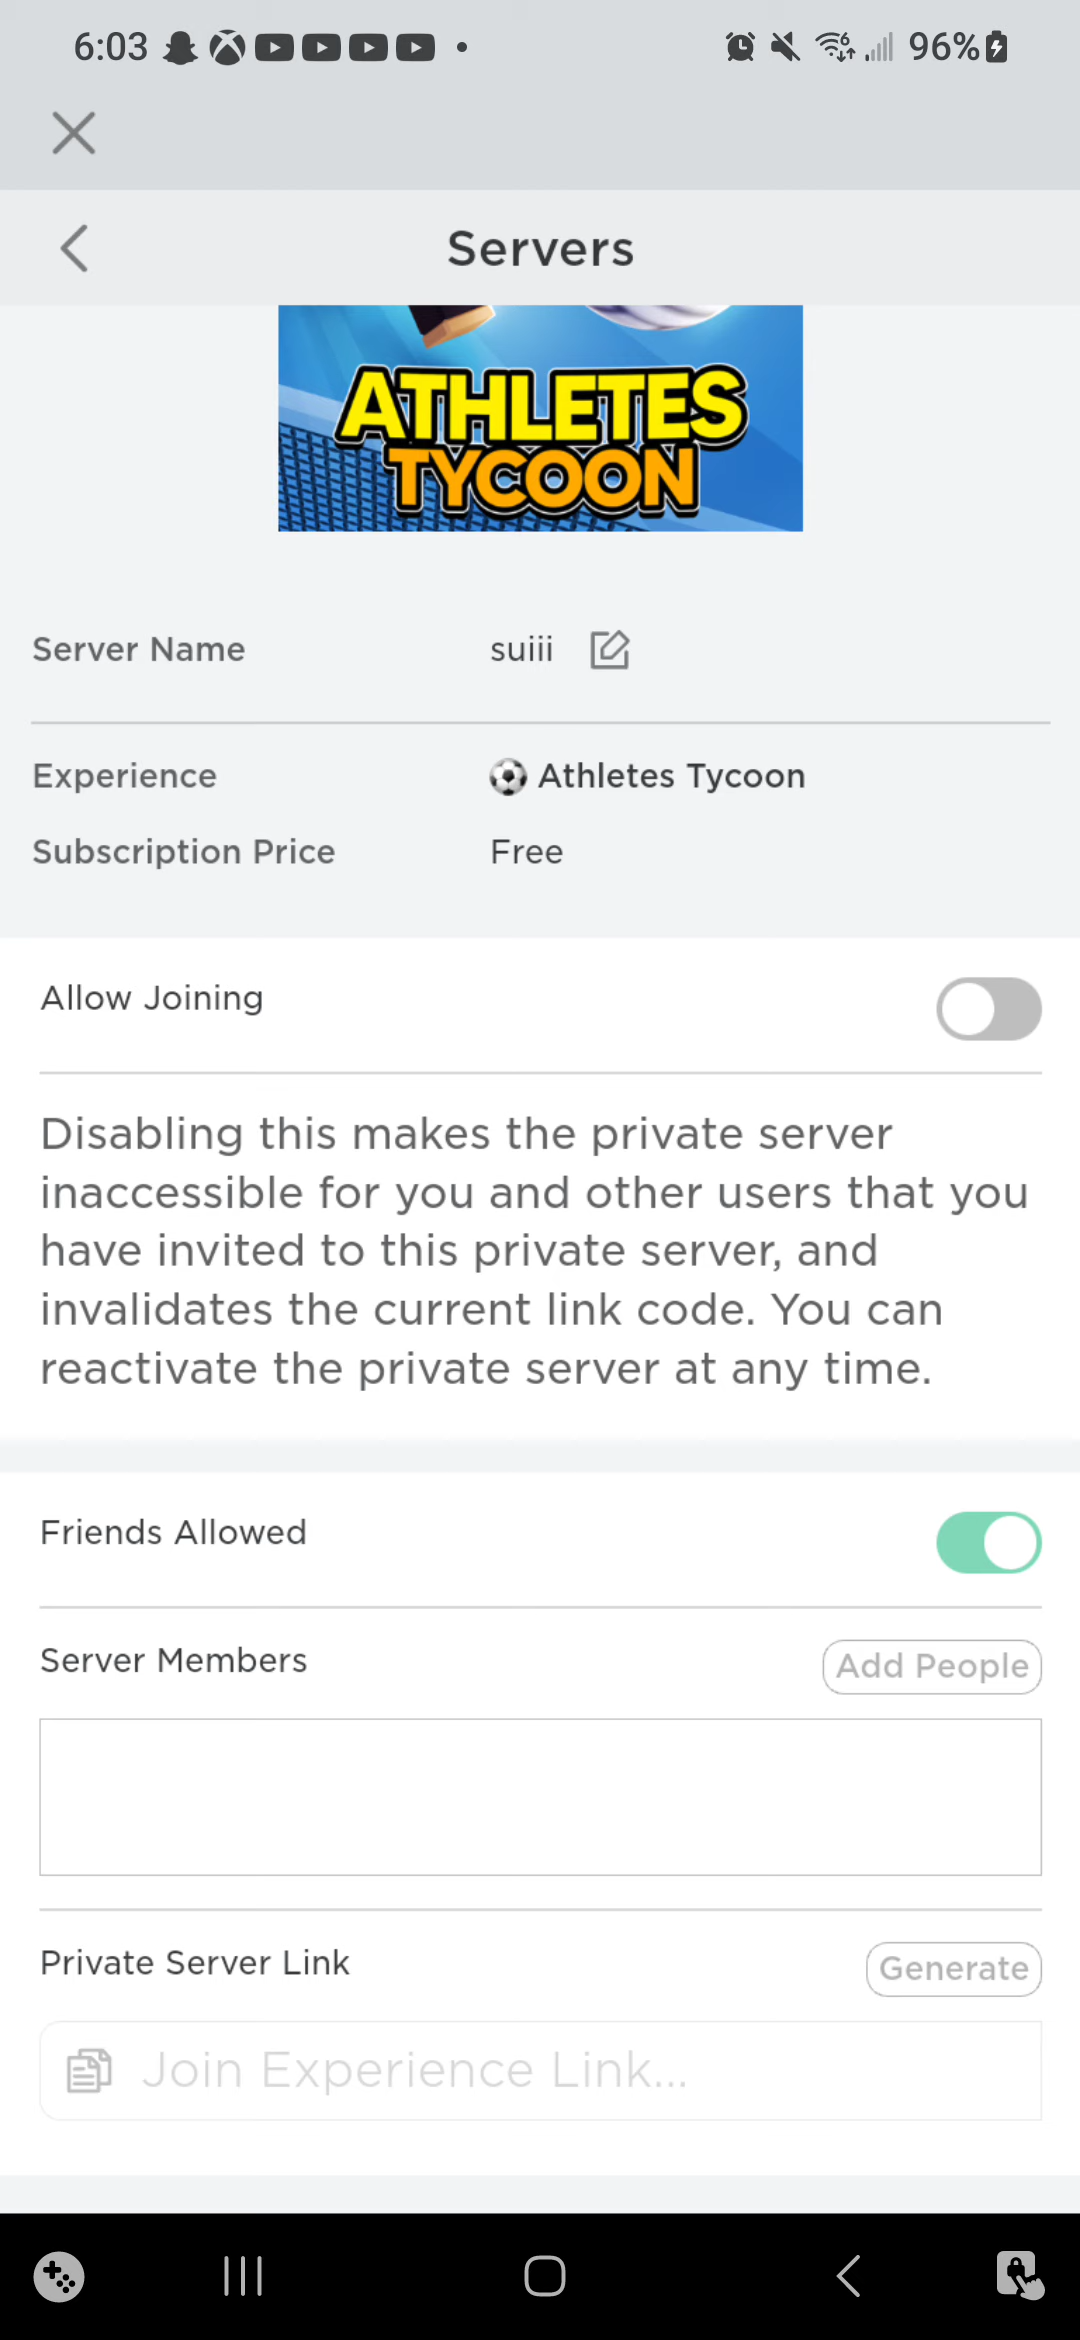 6:03
96%
Servers
ATHLETES
TYCOON
Server Name
suiii
Experience
Athletes Tycoon
Subscription Price
Free
Allow Joining
Disabling this makes the private server
inaccessible for you and other users that you
have invited to this private server, and
invalidates the current link code. You can
reactivate the private server at any time.
Friends Allowed
Server Members
Add People
Private Server Link
Generate
Join Experience Link...